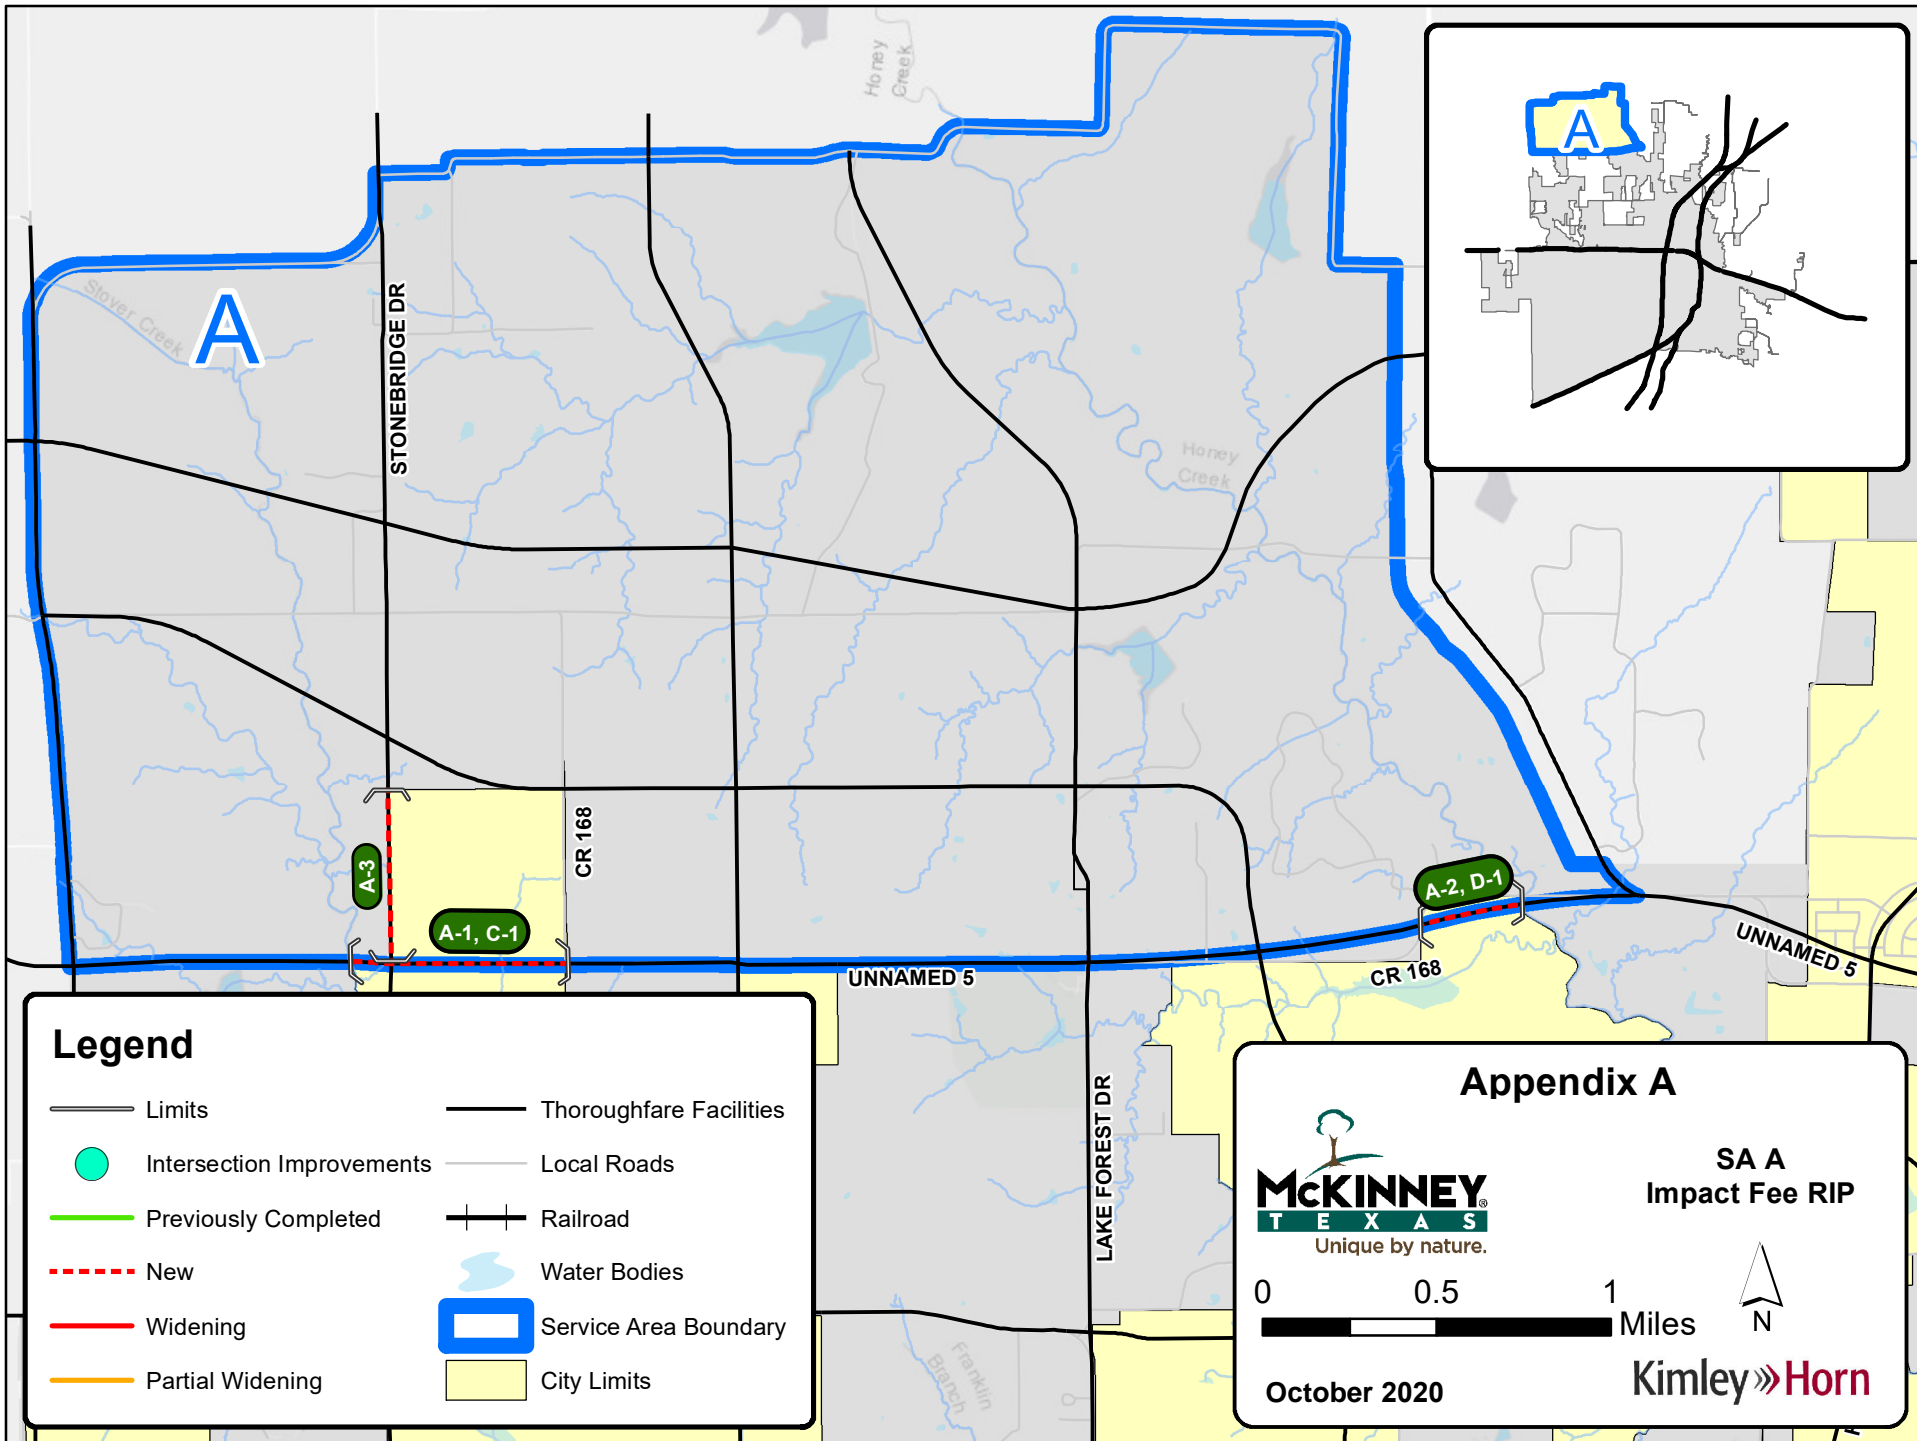 Honey
Creek
A
Stover Creek
A
STONEBRIDGE DR
Honey
Creek
CR 168
A-3
A-1, C-1
A-2, D-1
UNNAMED 5
CR 168
UNNAMED 5
LAKE FOREST DR
Franklin
Branch
Legend
Limits
Intersection Improvements
Previously Completed
New
Widening
Partial Widening
Thoroughfare Facilities
Local Roads
Railroad
Water Bodies
Service Area Boundary
City Limits
Appendix A
McKINNEY®
TEXAS
Unique by nature.
SA A
Impact Fee RIP
0 0.5 1
Miles
N
October 2020
Kimley»Horn